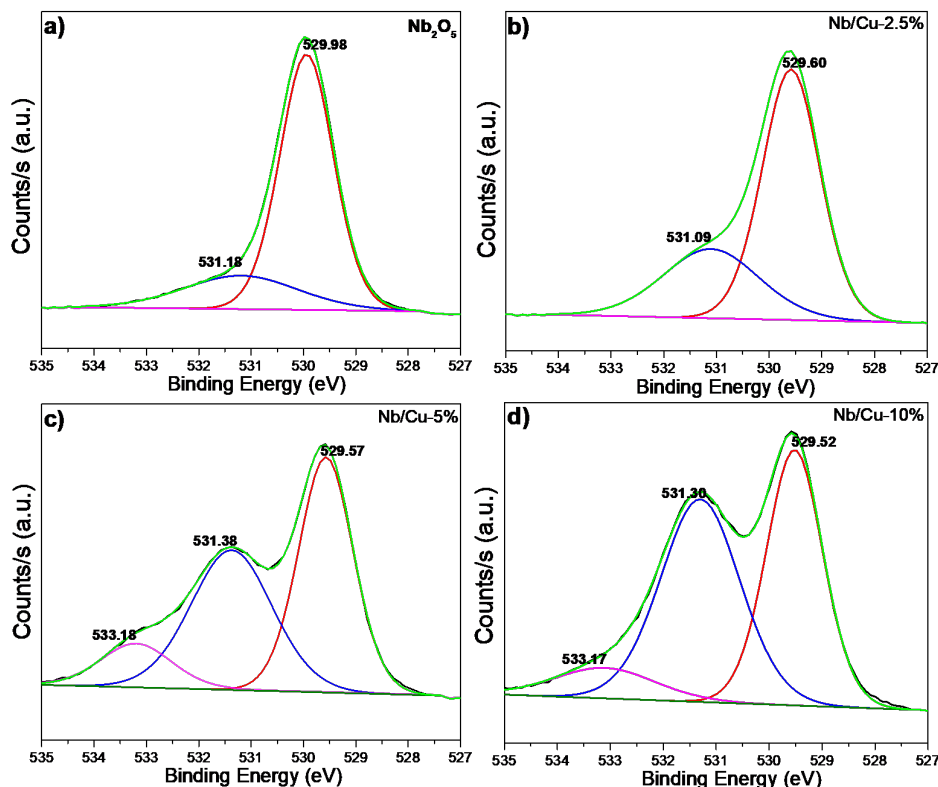 a)
Nb₂O₅
529.98
531.18
Counts/s (a.u.)
535 534 533 532 531 530 529 528 527
Binding Energy (eV)
b)
Nb/Cu-2.5%
529.60
531.09
Counts/s (a.u.)
535 534 533 532 531 530 529 528 527
Binding Energy (eV)
c)
Nb/Cu-5%
529.57
531.38
533.18
Counts/s (a.u.)
535 534 533 532 531 530 529 528 527
Binding Energy (eV)
d)
Nb/Cu-10%
529.52
531.30
533.17
Counts/s (a.u.)
535 534 533 532 531 530 529 528 527
Binding Energy (eV)